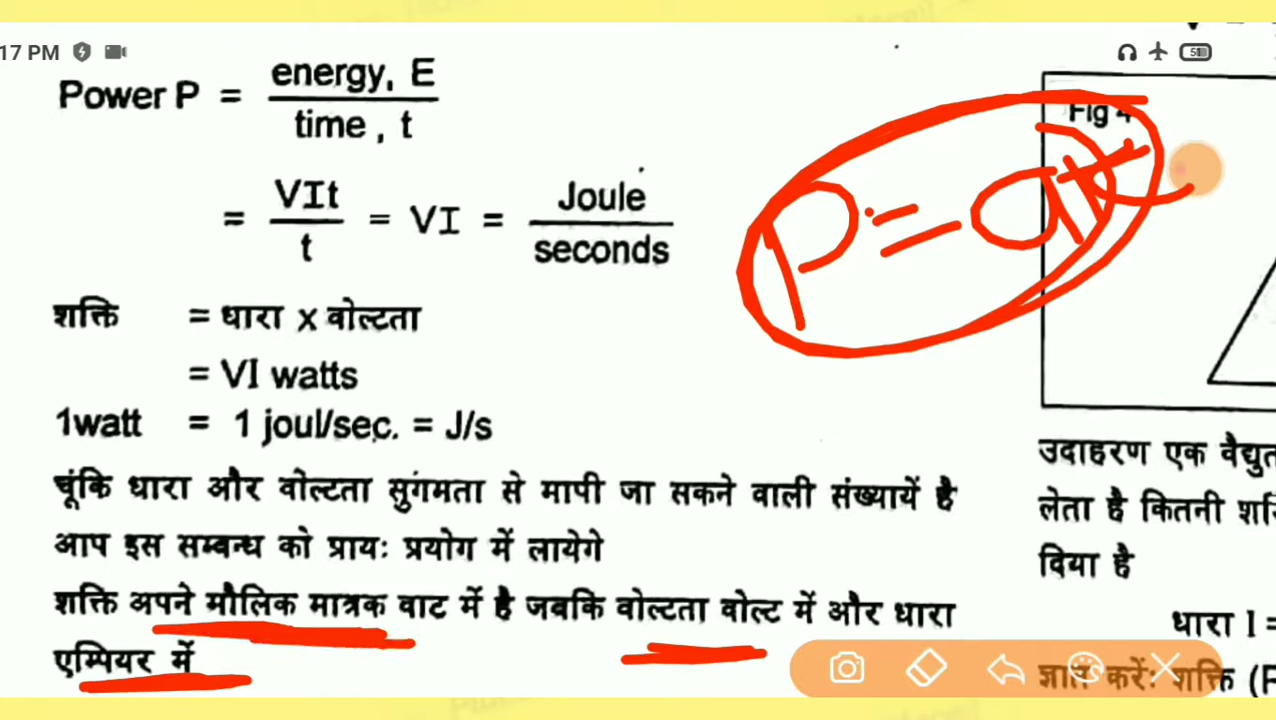 17 PM
51
Power P = energy, E / time , t
= VIt / t = VI = Joule / seconds
शक्ति = धारा x वोल्टता
= VI watts
1watt = 1 joul/sec. = J/s
चूंकि धारा और वोल्टता सुगंमता से मापी जा सकने वाली संख्यायें है
आप इस सम्बन्ध को प्रायः प्रयोग में लायेगे
शक्ति अपने मौलिक मात्रक वाट में है जबकि वोल्टता वोल्ट में और धारा
एम्पियर में
Fig 4
P =
उदाहरण एक वैद्युत
लेता है कितनी
दिया है
धारा I =
ज्ञात करें: शक्ति (P